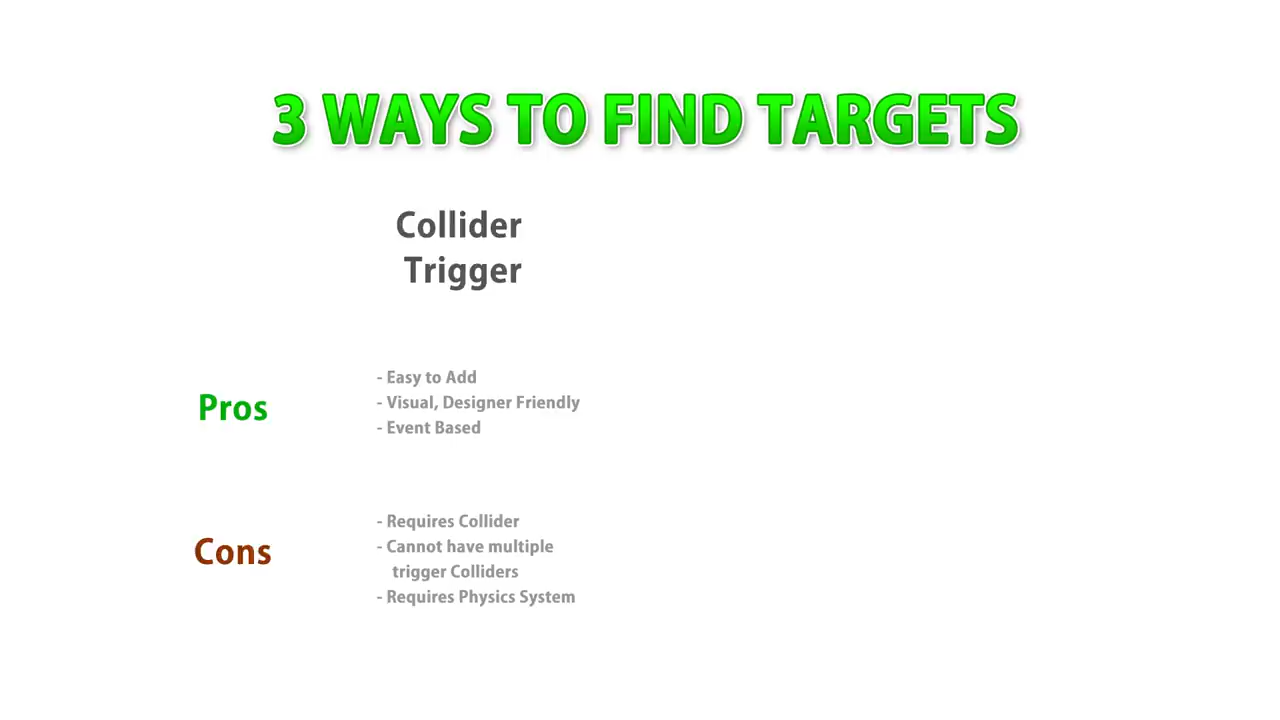 3 WAYS TO FIND TARGETS
Collider
Trigger
Pros
- Easy to Add
- Visual, Designer Friendly
- Event Based
Cons
- Requires Collider
- Cannot have multiple
trigger Colliders
- Requires Physics System